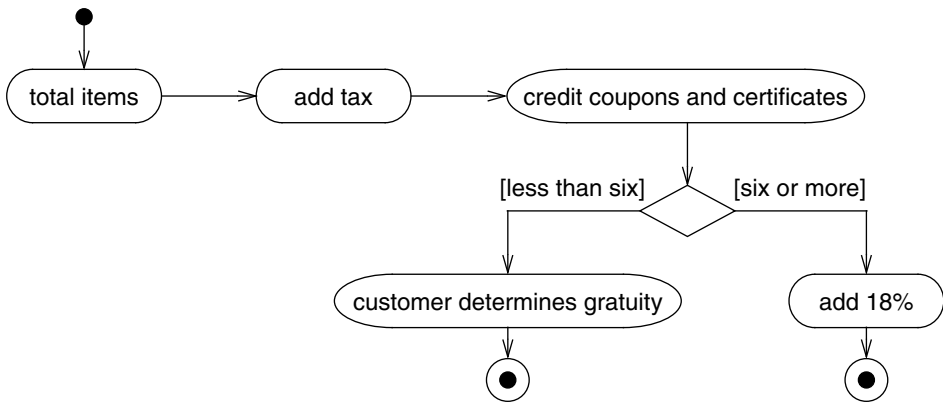 total items
add tax
credit coupons and certificates
[less than six]
[six or more]
customer determines gratuity
add 18%